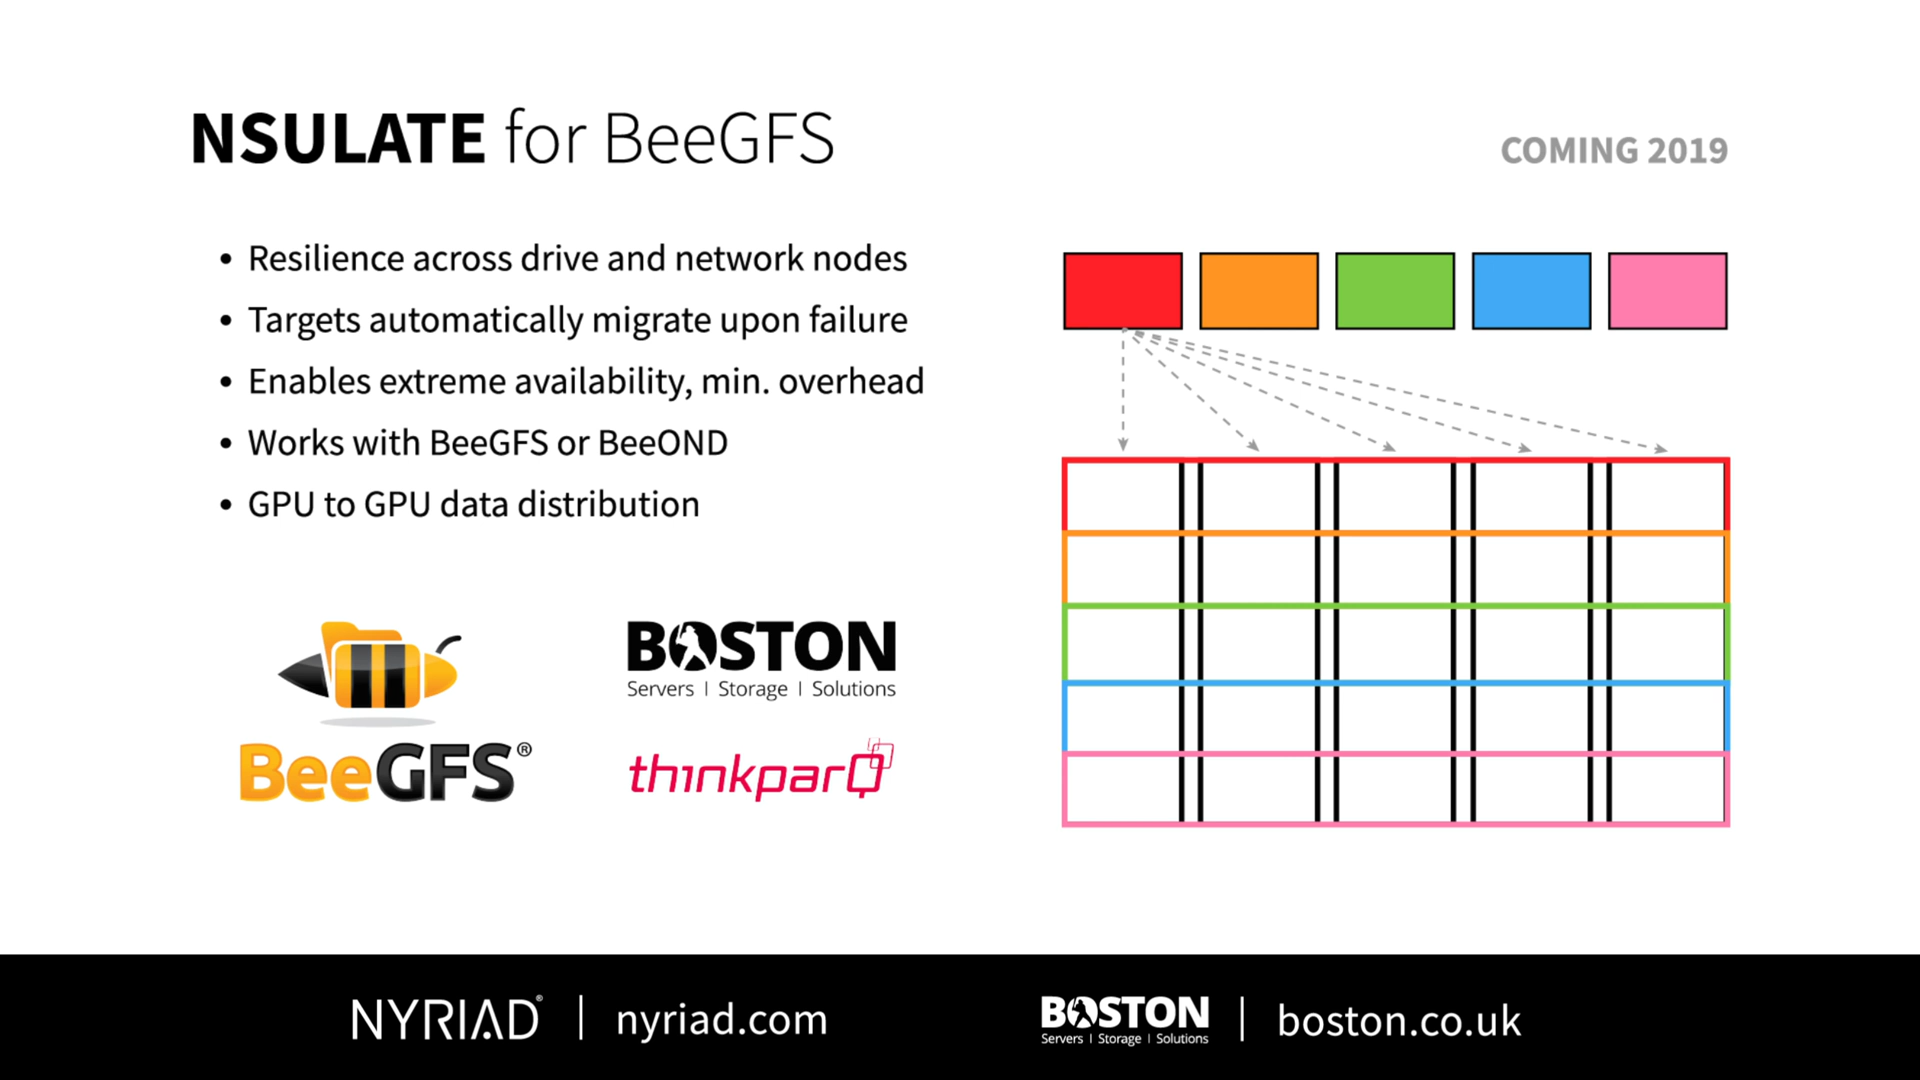 NSULATE for BeeGFS
COMING 2019
• Resilience across drive and network nodes
• Targets automatically migrate upon failure
• Enables extreme availability, min. overhead
• Works with BeeGFS or BeeOND
• GPU to GPU data distribution
BeeGFS®
BOSTON
Servers | Storage | Solutions
thinkparQ
NYRIAD® | nyriad.com
BOSTON
Servers | Storage | Solutions
| boston.co.uk